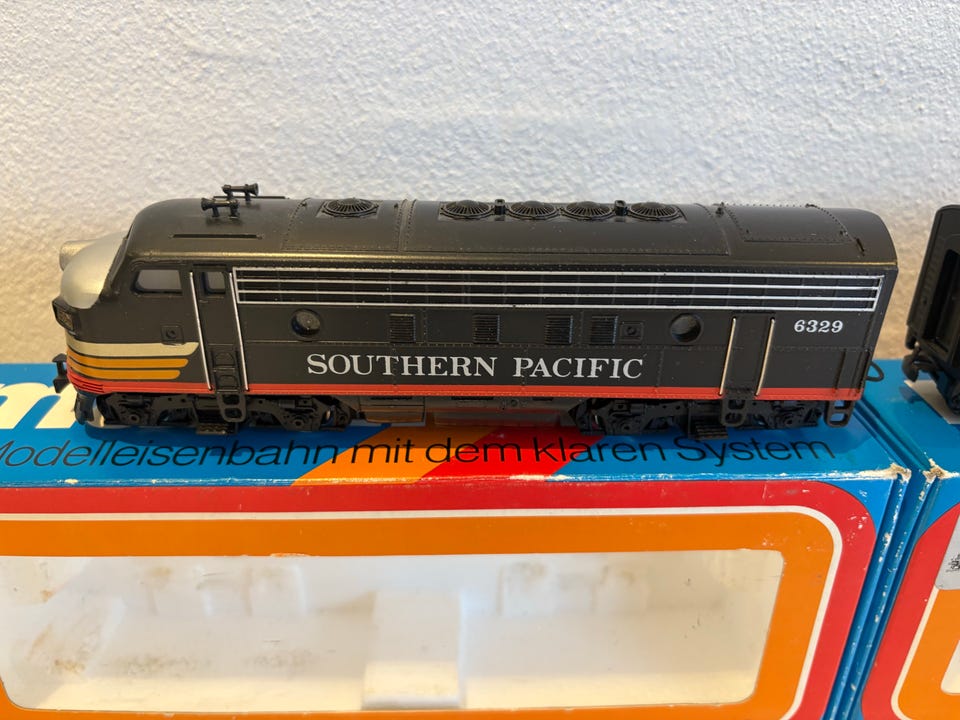 6329
SOUTHERN PACIFIC
Modelleisenbahn mit dem klaren System